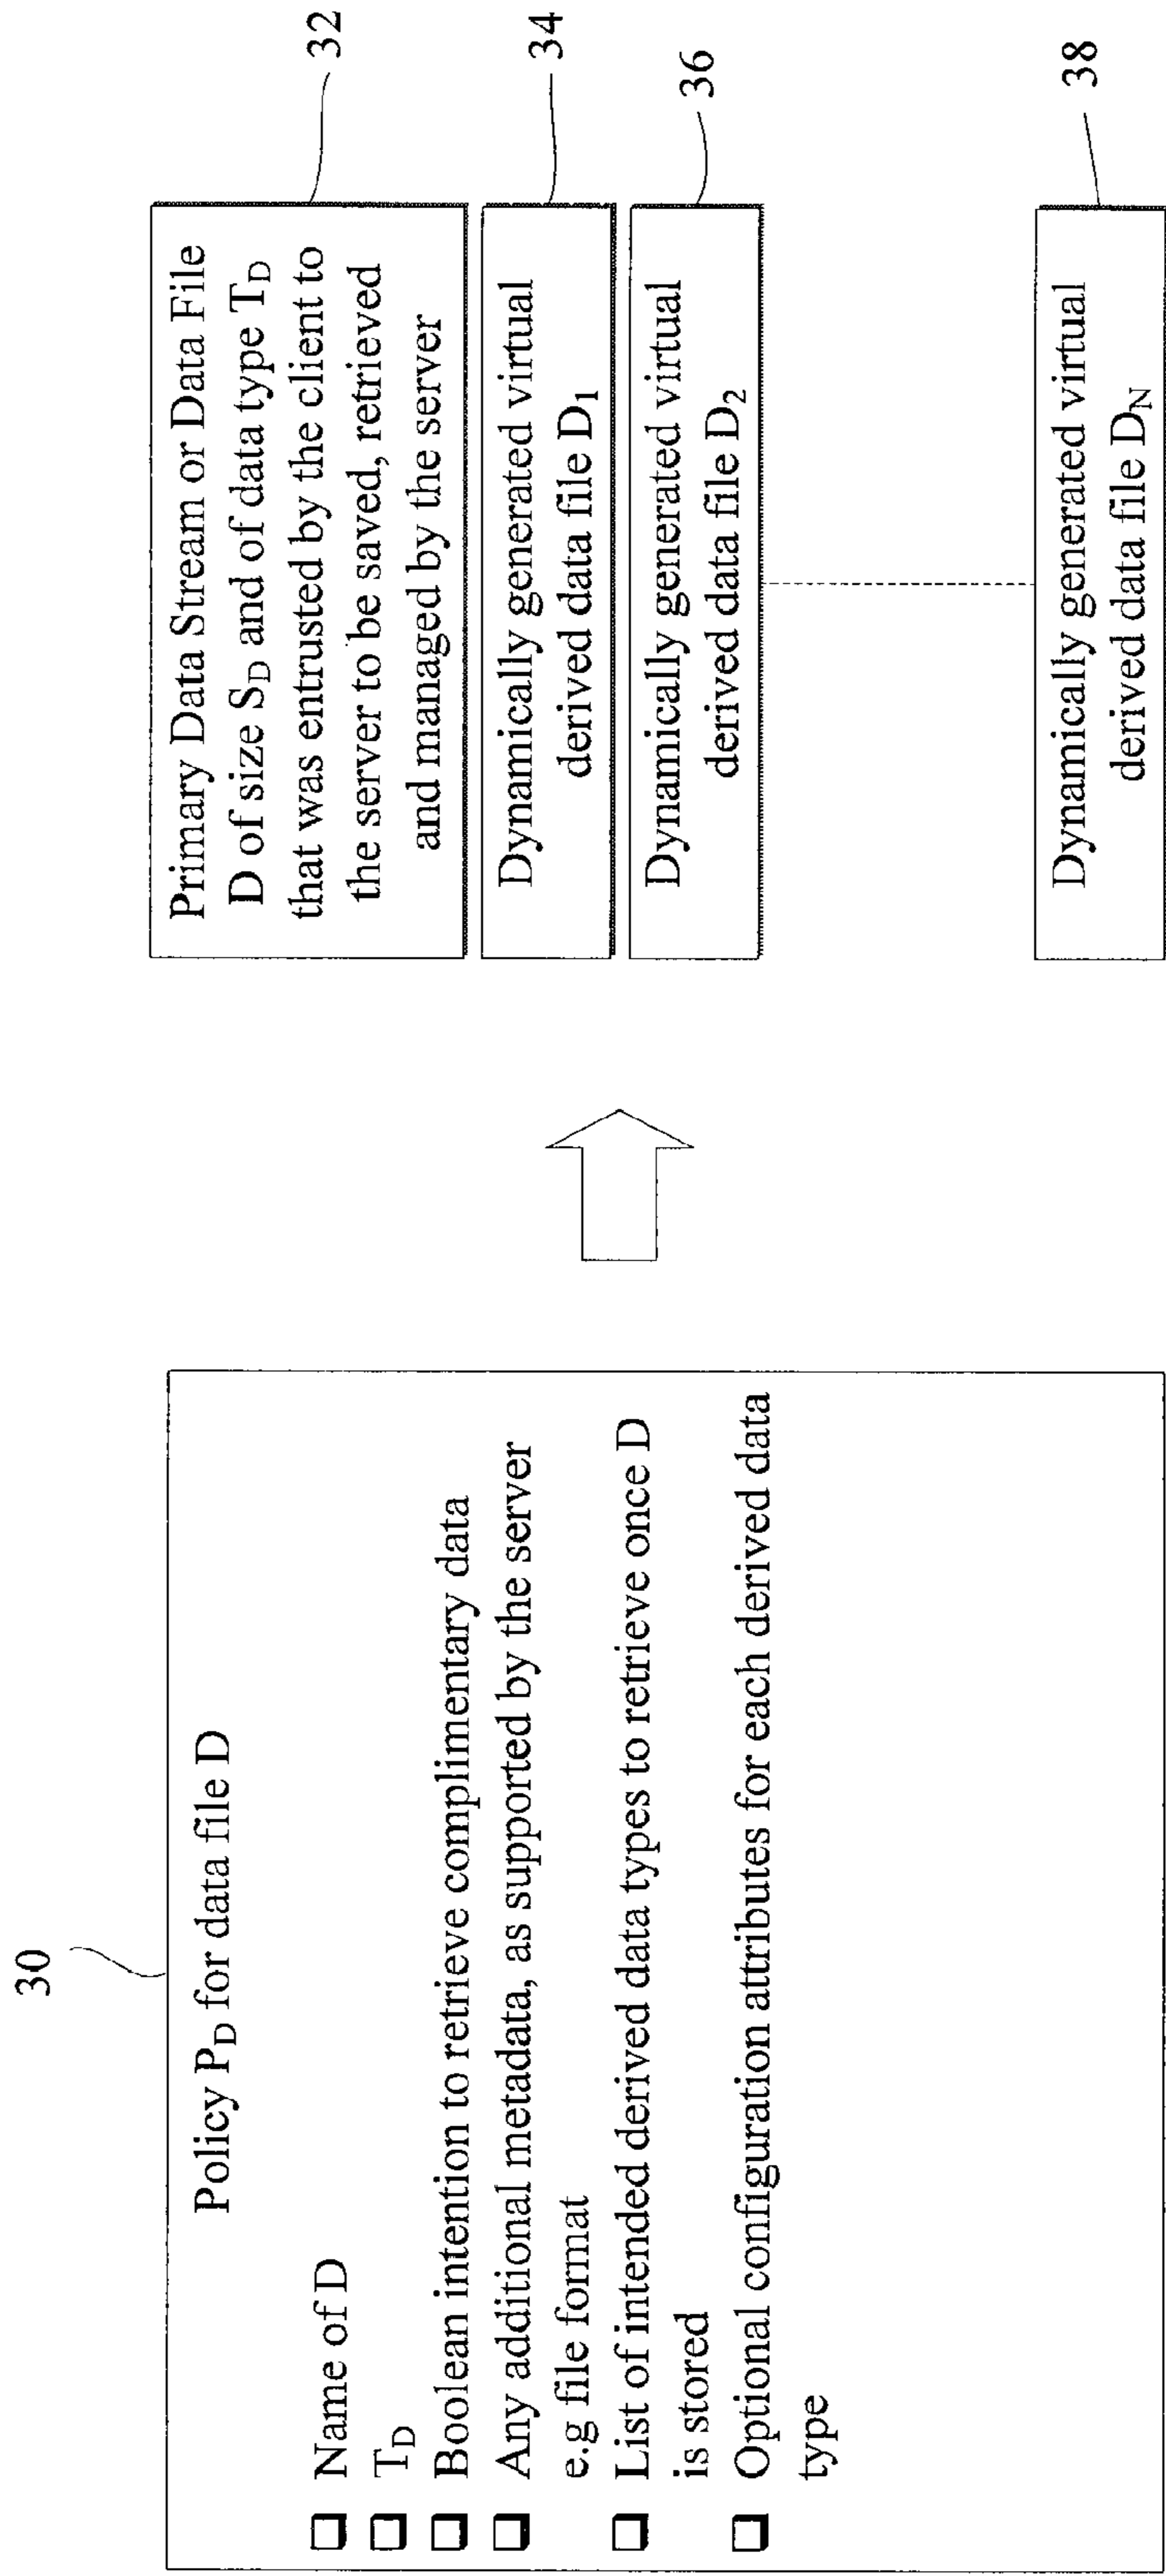 30
Policy P_D for data file D
❑ Name of D
❑ T_D
❑ Boolean intention to retrieve complimentary data
❑ Any additional metadata, as supported by the server
e.g file format
❑ List of intended derived data types to retrieve once D
is stored
❑ Optional configuration attributes for each derived data
type
Primary Data Stream or Data File
D of size S_D and of data type T_D
that was entrusted by the client to
the server to be saved, retrieved
and managed by the server
32
Dynamically generated virtual
derived data file D_1
34
Dynamically generated virtual
derived data file D_2
36
Dynamically generated virtual
derived data file D_N
38